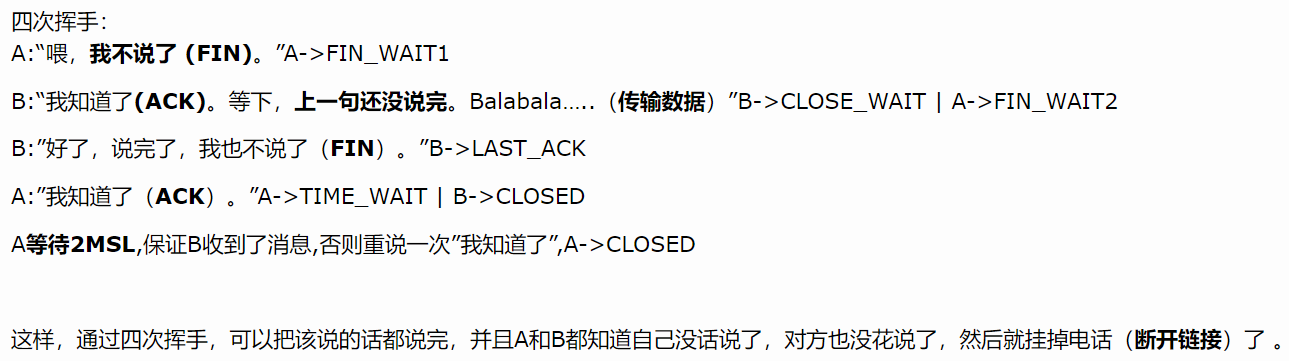 四次挥手：
A:“喂，我不说了 (FIN)。”A->FIN_WAIT1
B:“我知道了(ACK)。等下，上一句还没说完。Balabala…..（传输数据）”B->CLOSE_WAIT | A->FIN_WAIT2
B:”好了，说完了，我也不说了（FIN）。”B->LAST_ACK
A:”我知道了（ACK）。”A->TIME_WAIT | B->CLOSED
A等待2MSL,保证B收到了消息,否则重说一次”我知道了”,A->CLOSED
这样，通过四次挥手，可以把该说的话都说完，并且A和B都知道自己没话说了，对方也没花说了，然后就挂掉电话（断开链接）了 。